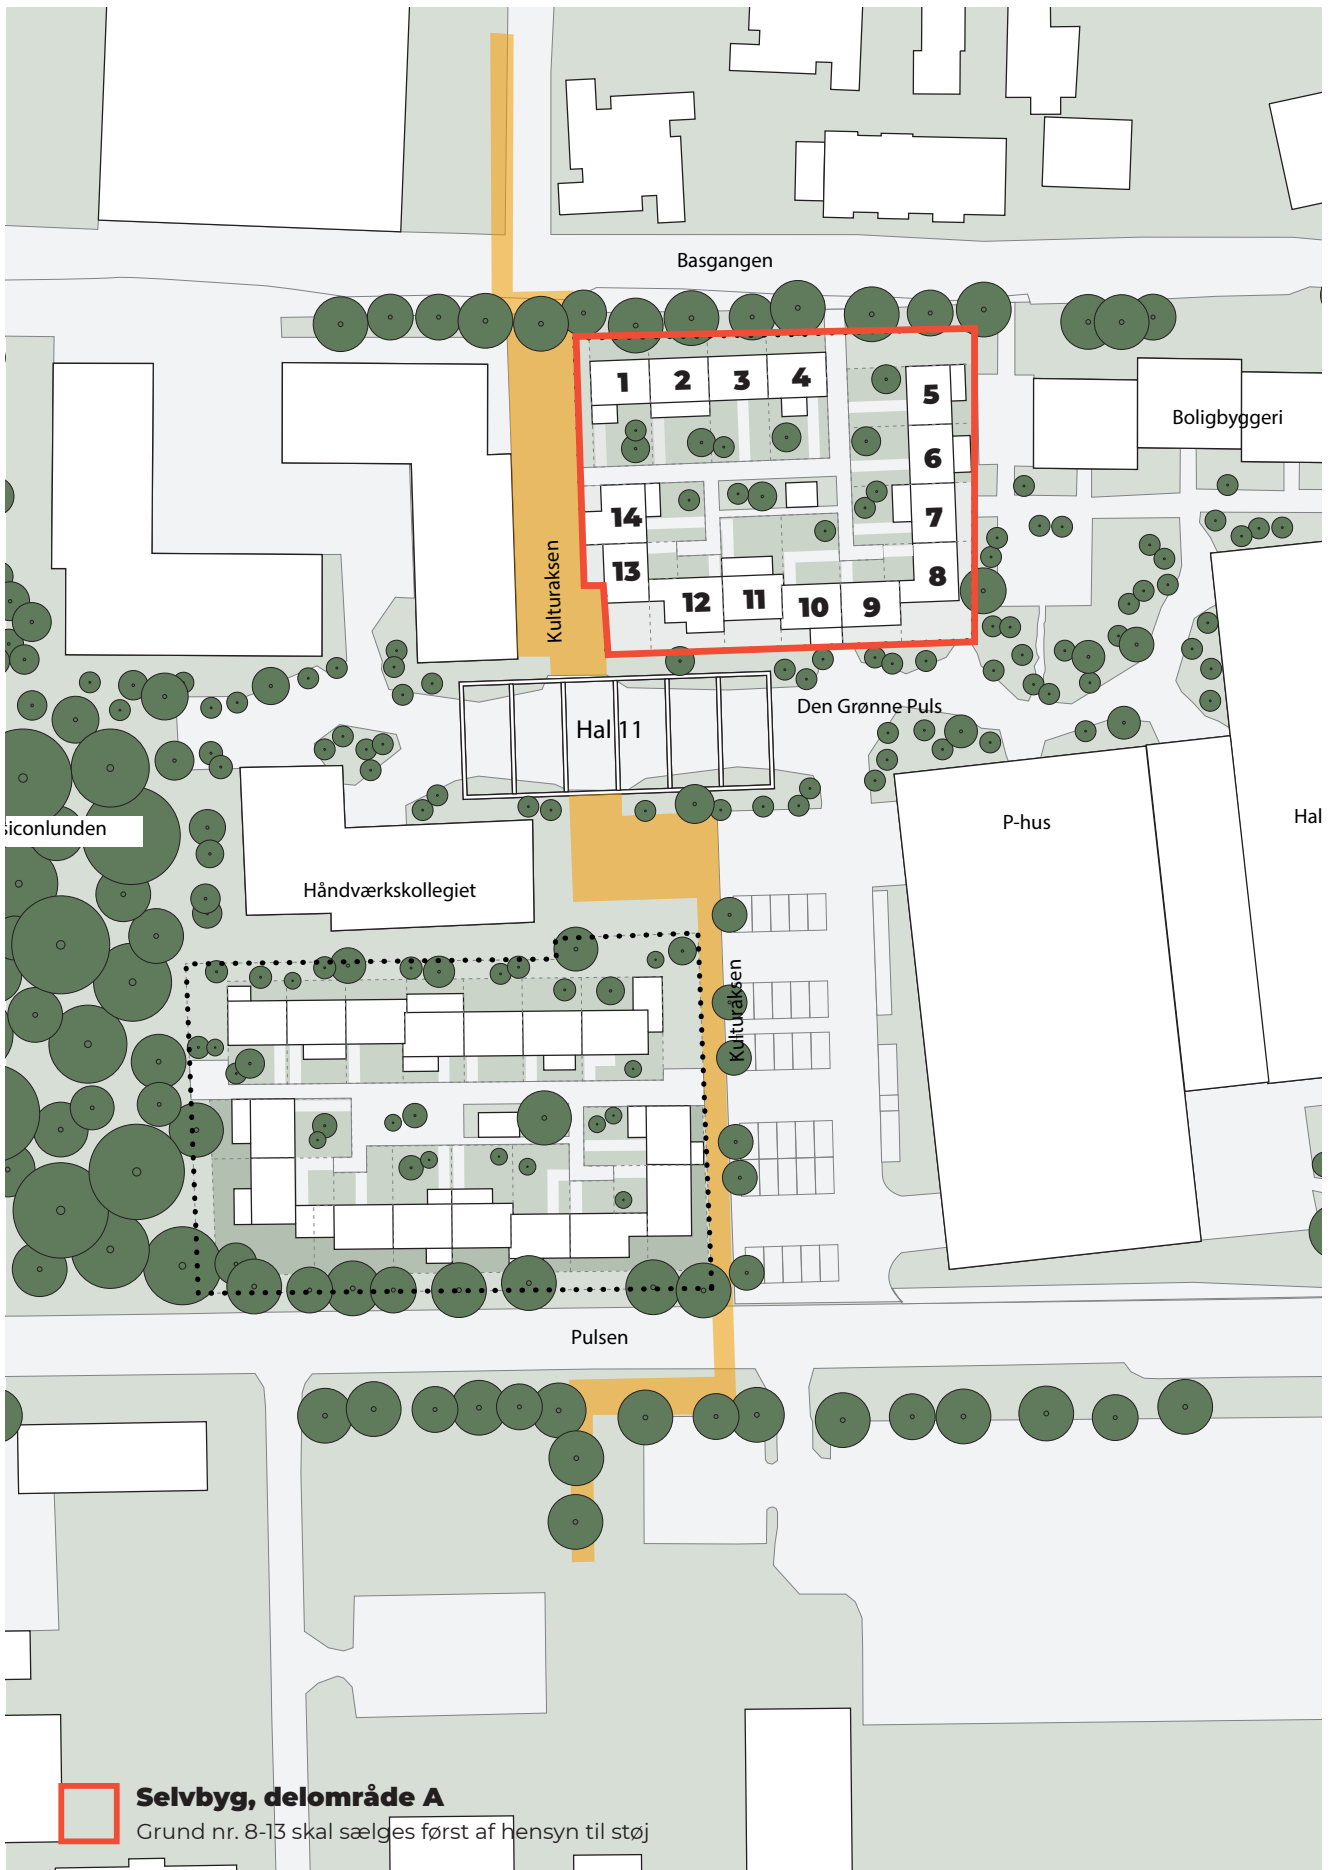 Basgangen
1
2
3
4
5
6
7
8
9
10
11
12
13
14
Boligbyggeri
Kulturaksen
Hal 11
Den Grønne Puls
P-hus
Hal
siconlunden
Håndværkskollegiet
Kulturaksen
Pulsen
Selvbyg, delområde A
Grund nr. 8-13 skal sælges først af hensyn til støj